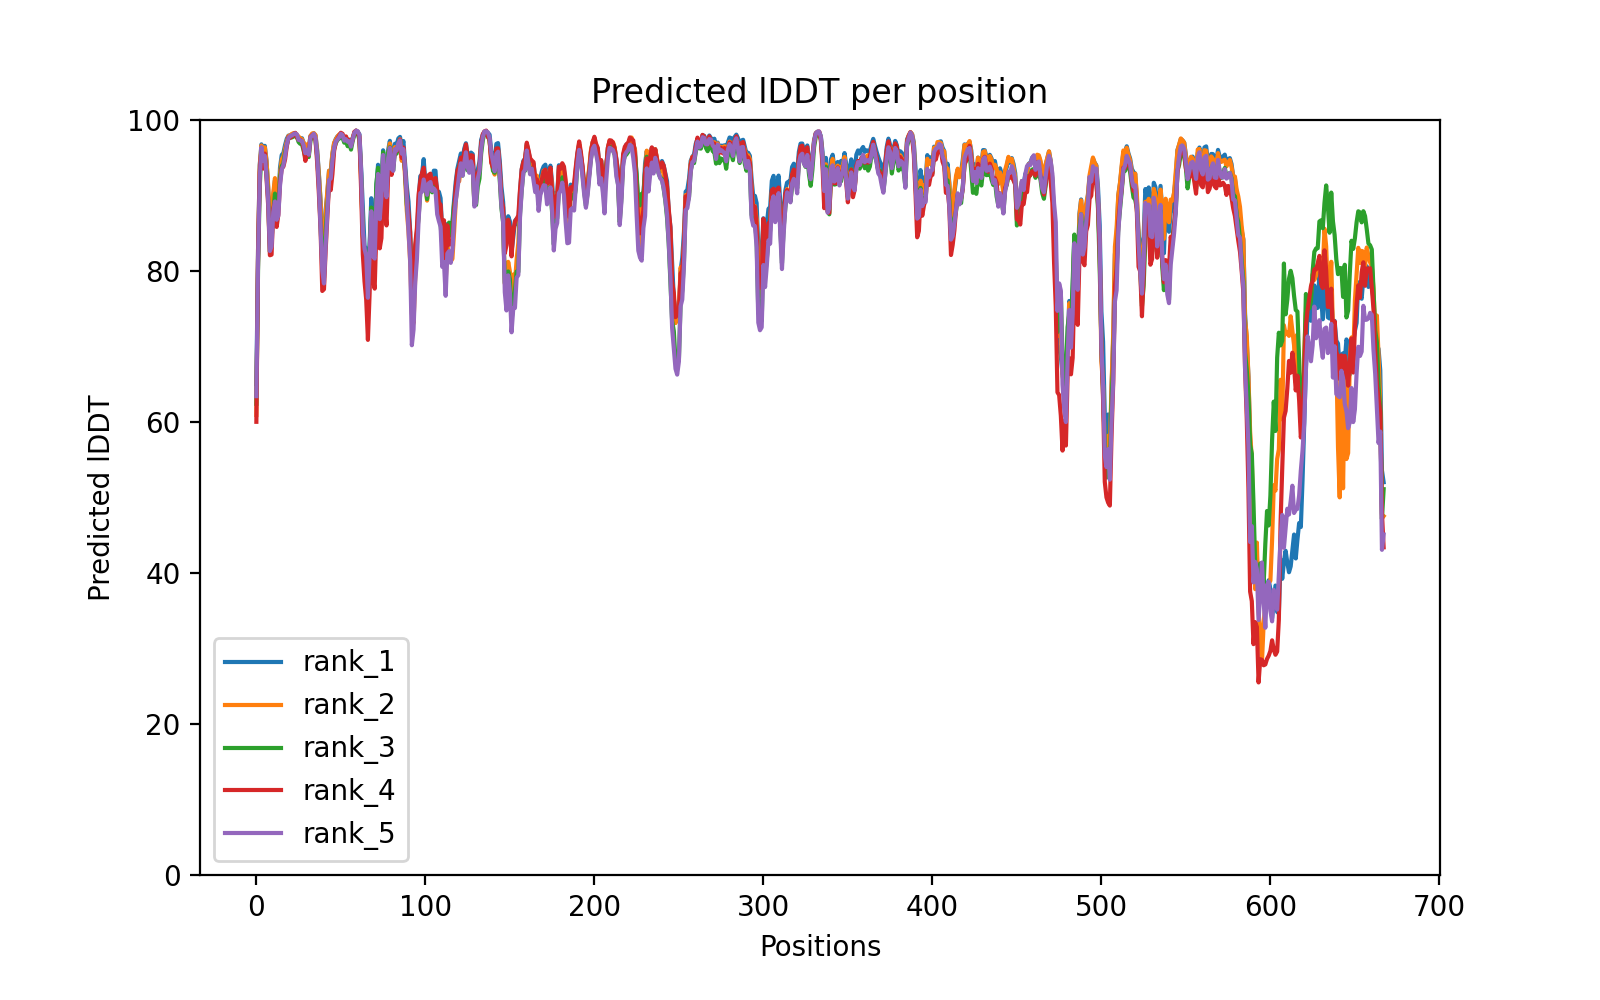 Predicted lDDT per position
100
80
60
40
20
0
Predicted lDDT
rank_1
rank_2
rank_3
rank_4
rank_5
0 100 200 300 400 500 600 700
Positions